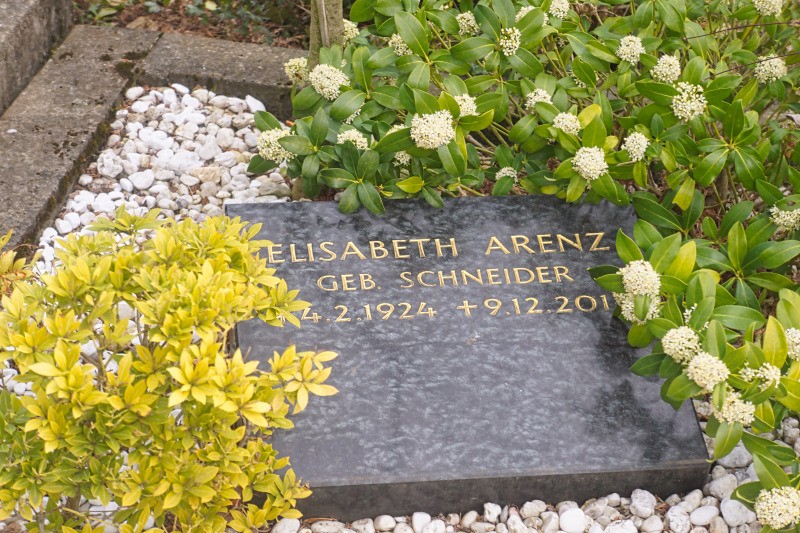 ELISABETH ARENZ
GEB. SCHNEIDER
4.2.1924 +9.12.201